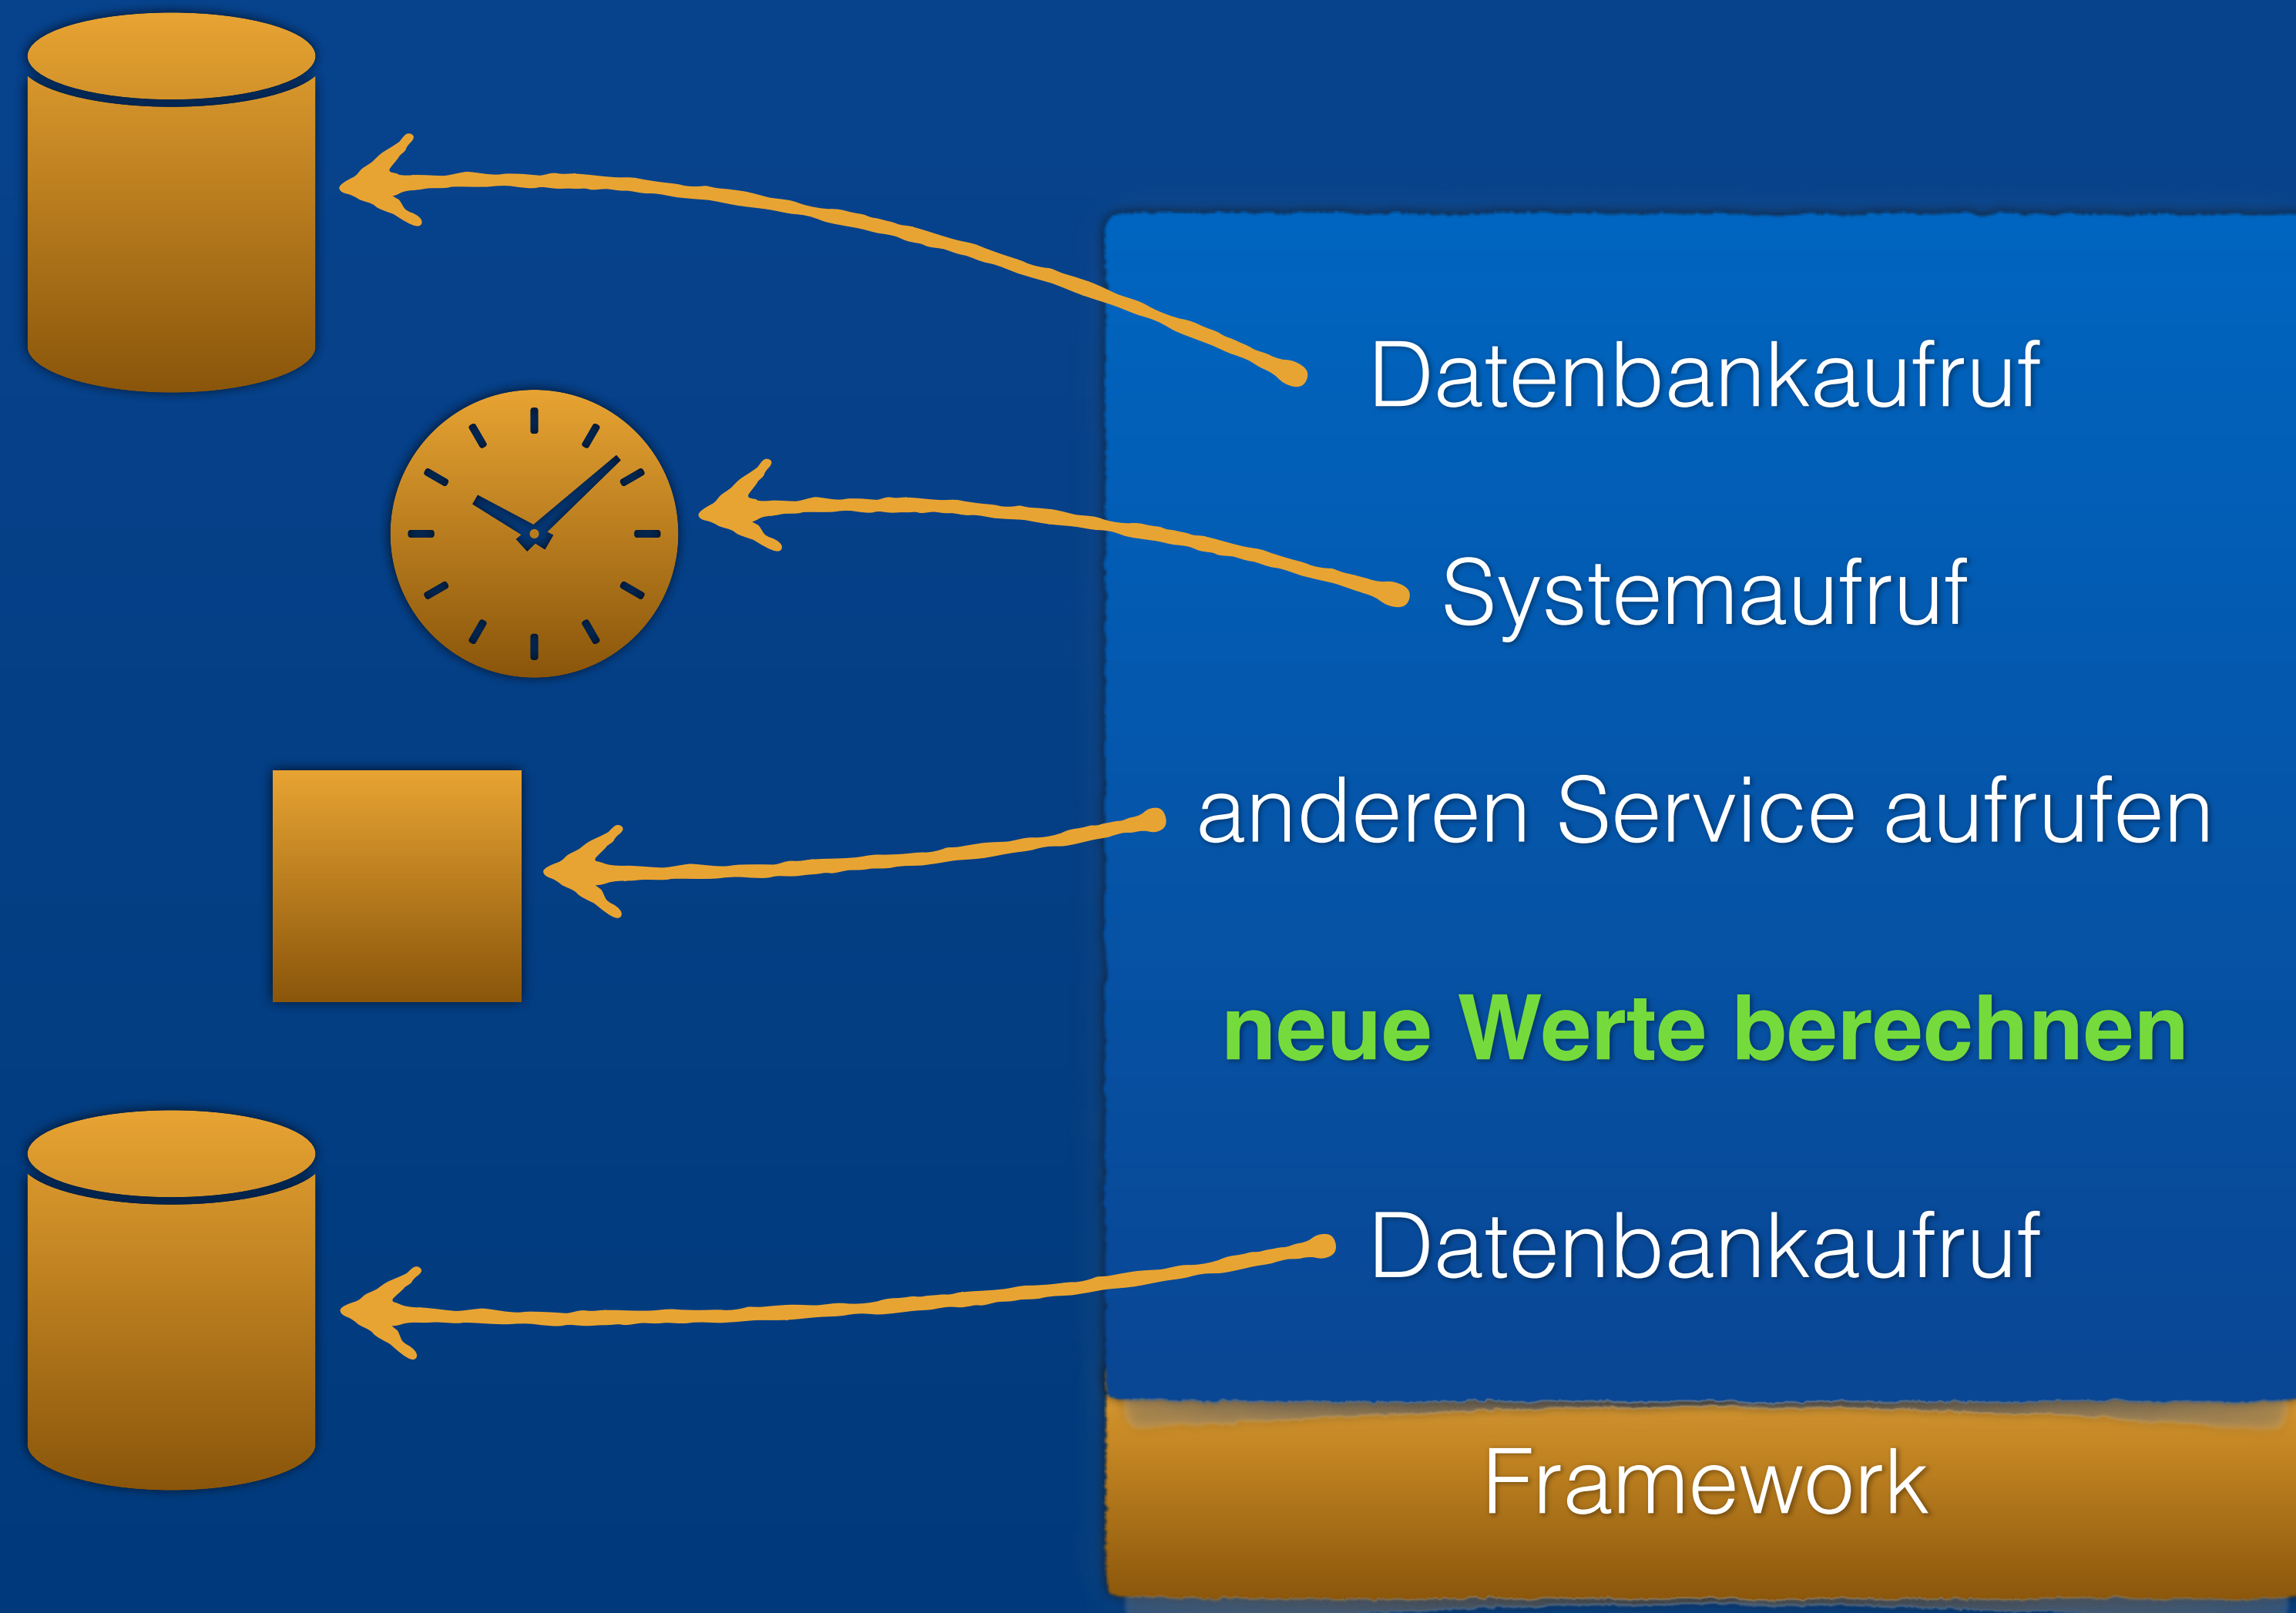 Datenbankaufruf
Systemaufruf
anderen Service aufrufen
neue Werte berechnen
Datenbankaufruf
Framework